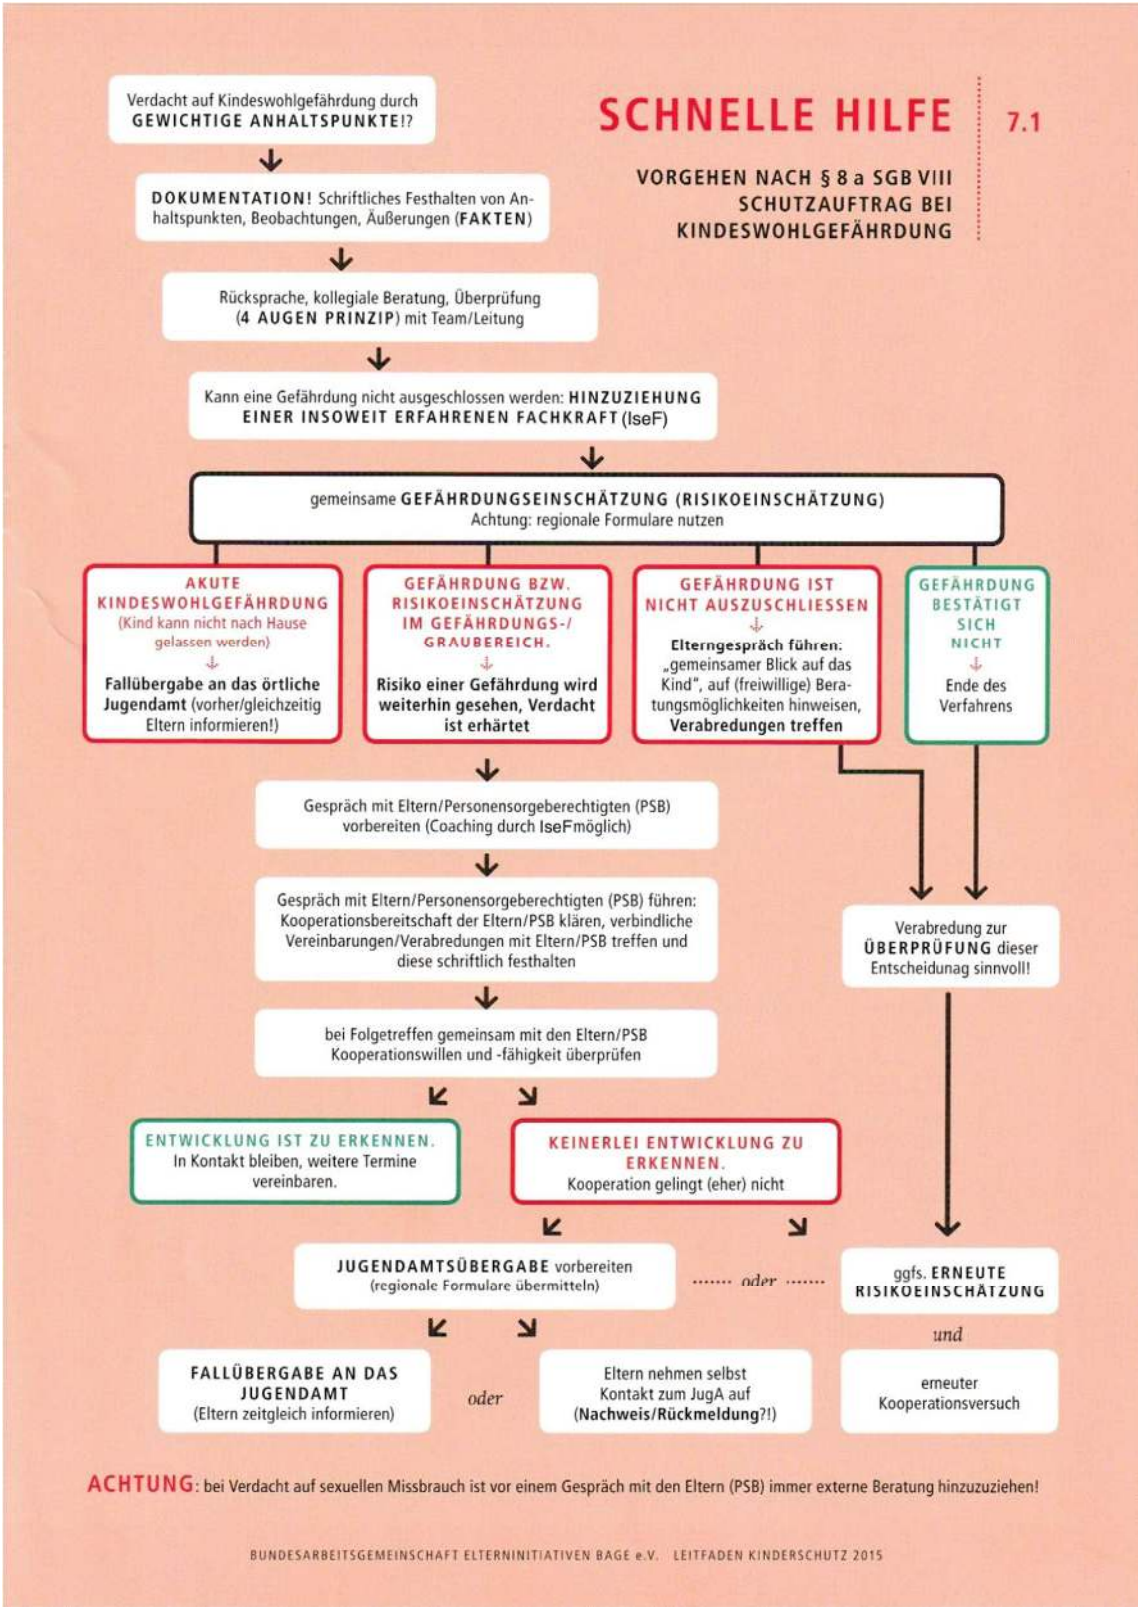 SCHNELLE HILFE
7.1
VORGEHEN NACH § 8 a SGB VIII
SCHUTZAUFTRAG BEI
KINDESWOHLGEFÄHRDUNG
Verdacht auf Kindeswohlgefährdung durch
GEWICHTIGE ANHALTSPUNKTE!?
DOKUMENTATION! Schriftliches Festhalten von An-
haltspunkten, Beobachtungen, Äußerungen (FAKTEN)
Rücksprache, kollegiale Beratung, Überprüfung
(4 AUGEN PRINZIP) mit Team/Leitung
Kann eine Gefährdung nicht ausgeschlossen werden: HINZUZIEHUNG
EINER INSOWEIT ERFAHRENEN FACHKRAFT (IseF)
gemeinsame GEFÄHRDUNGSEINSCHÄTZUNG (RISIKOEINSCHÄTZUNG)
Achtung: regionale Formulare nutzen
AKUTE
KINDESWOHLGEFÄHRDUNG
(Kind kann nicht nach Hause
gelassen werden)
Fallübergabe an das örtliche
Jugendamt (vorher/gleichzeitig
Eltern informieren!)
GEFÄHRDUNG BZW.
RISIKOEINSCHÄTZUNG
IM GEFÄHRDUNGS-/
GRAUBEREICH.
Risiko einer Gefährdung wird
weiterhin gesehen, Verdacht
ist erhärtet
GEFÄHRDUNG IST
NICHT AUSZUSCHLIESSEN
Elterngespräch führen:
„gemeinsamer Blick auf das
Kind“, auf (freiwillige) Bera-
tungsmöglichkeiten hinweisen,
Verabredungen treffen
GEFÄHRDUNG
BESTÄTIGT
SICH
NICHT
Ende des
Verfahrens
Gespräch mit Eltern/Personensorgeberechtigten (PSB)
vorbereiten (Coaching durch IseFmöglich)
Gespräch mit Eltern/Personensorgeberechtigten (PSB) führen:
Kooperationsbereitschaft der Eltern/PSB klären, verbindliche
Vereinbarungen/Verabredungen mit Eltern/PSB treffen und
diese schriftlich festhalten
Verabredung zur
ÜBERPRÜFUNG dieser
Entscheidunag sinnvoll!
bei Folgetreffen gemeinsam mit den Eltern/PSB
Kooperationswillen und -fähigkeit überprüfen
ENTWICKLUNG IST ZU ERKENNEN.
In Kontakt bleiben, weitere Termine
vereinbaren.
KEINERLEI ENTWICKLUNG ZU
ERKENNEN.
Kooperation gelingt (eher) nicht
JUGENDAMTSÜBERGABE vorbereiten
(regionale Formulare übermitteln)
....... oder .......
ggfs. ERNEUTE
RISIKOEINSCHÄTZUNG
und
FALLÜBERGABE AN DAS
JUGENDAMT
(Eltern zeitgleich informieren)
oder
Eltern nehmen selbst
Kontakt zum JugA auf
(Nachweis/Rückmeldung?!)
erneuter
Kooperationsversuch
ACHTUNG: bei Verdacht auf sexuellen Missbrauch ist vor einem Gespräch mit den Eltern (PSB) immer externe Beratung hinzuzuziehen!
BUNDESARBEITSGEMEINSCHAFT ELTERNINITIATIVEN BAGE e.V. LEITFADEN KINDERSCHUTZ 2015